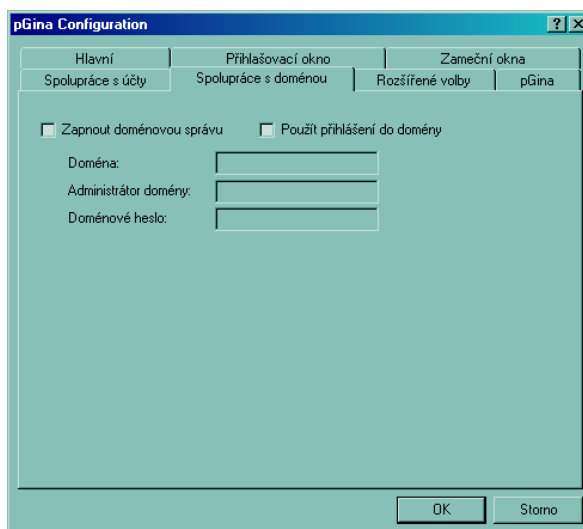 pGina Configuration
Hlavní Přihlašovací okno Zameční okna
Spolupráce s účty Spolupráce s doménou Rozšířené volby pGina
Zapnout doménovou správu Použít přihlášení do domény
Doména:
Administrátor domény:
Doménové heslo:
OK Storno